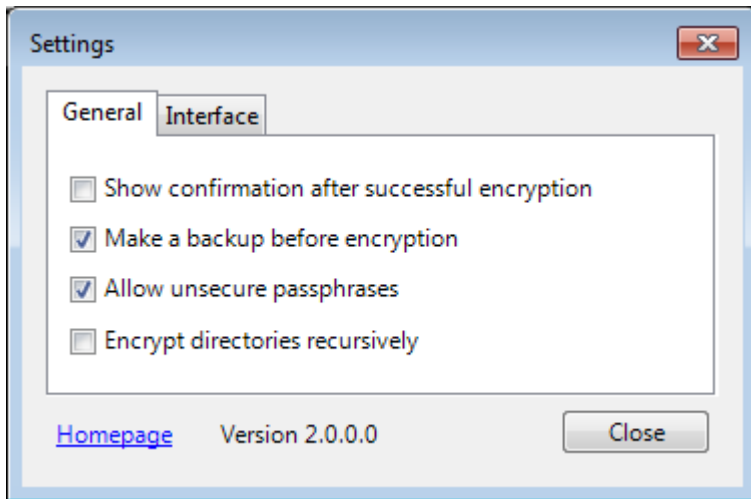 Settings
General Interface
Show confirmation after successful encryption
Make a backup before encryption
Allow unsecure passphrases
Encrypt directories recursively
Homepage Version 2.0.0.0 Close